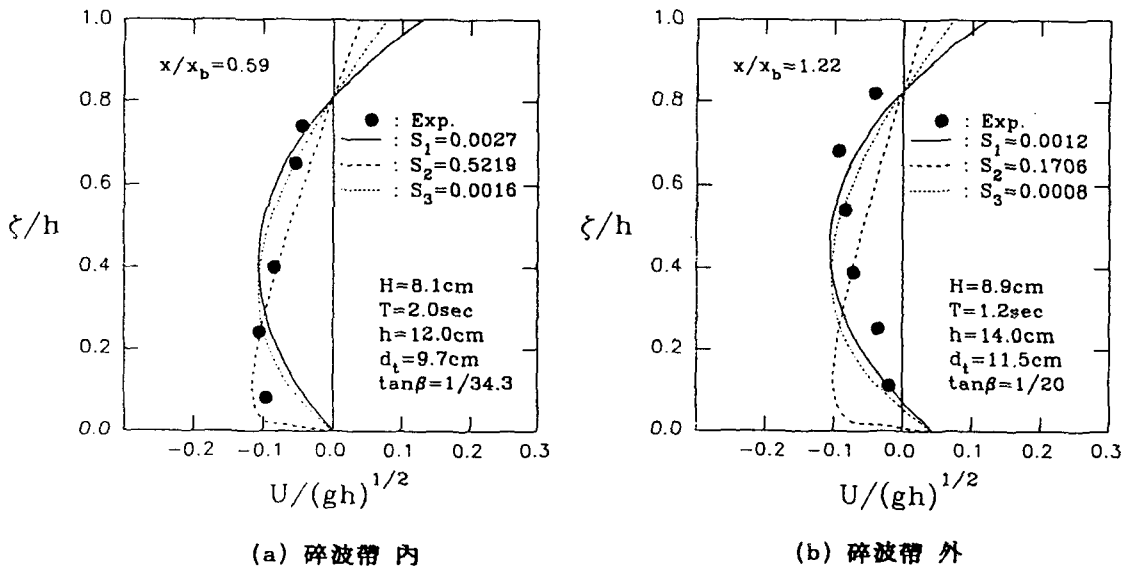 1.0
0.8
0.6
0.4
0.2
0.0
ζ/h
x/x_b=0.59
● : Exp.
: S_1=0.0027
: S_2=0.5219
: S_3=0.0016
H=8.1cm
T=2.0sec
h=12.0cm
d_t=9.7cm
tanβ=1/34.3
-0.1 0.0 0.1 0.2 0.3
U/(gh)^1/2
(a) 碎波帶 內
1.0
0.8
0.6
0.4
0.2
0.0
ζ/h
x/x_b=1.22
● : Exp.
: S_1=0.0012
: S_2=0.1706
: S_3=0.0008
H=8.9cm
T=1.2sec
h=14.0cm
d_t=11.5cm
tanβ=1/20
-0.2 -0.1 0.0 0.1 0.2 0.3
U/(gh)^1/2
(b) 碎波帶 外